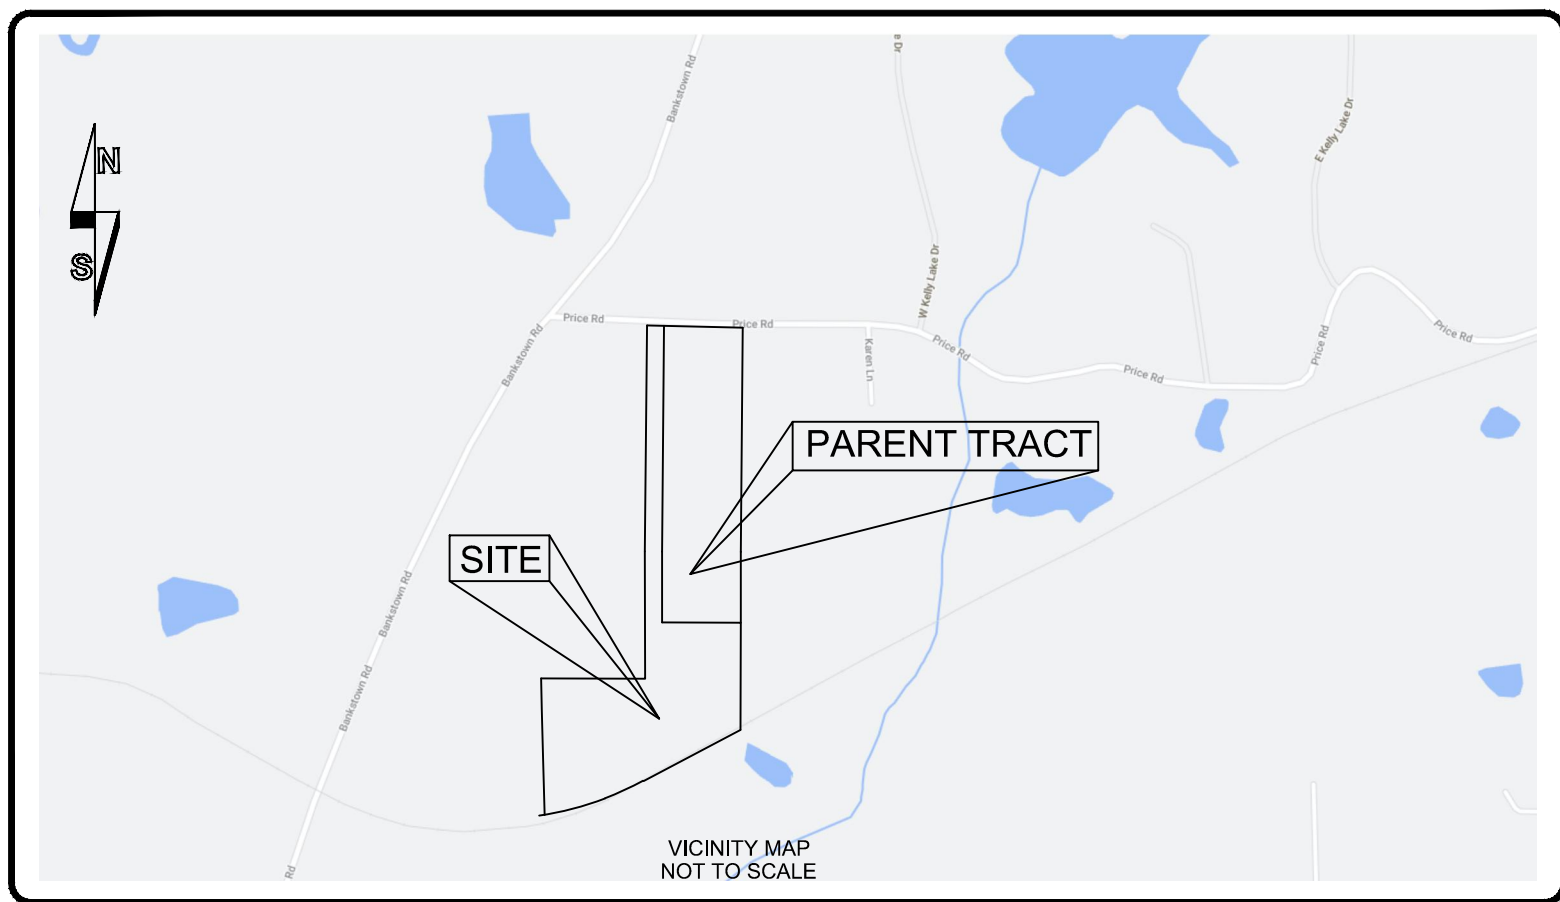 e Dr
Bankstown Rd
E Kelly Lake Dr
N
S
W Kelly Lake Dr
Price Rd
Price Rd
Price Rd
Price Rd
Price Rd
Price Rd
Bankstown Rd
Karen Ln
PARENT TRACT
SITE
Bankstown Rd
Bankstown Rd
Rd
VICINITY MAP
NOT TO SCALE